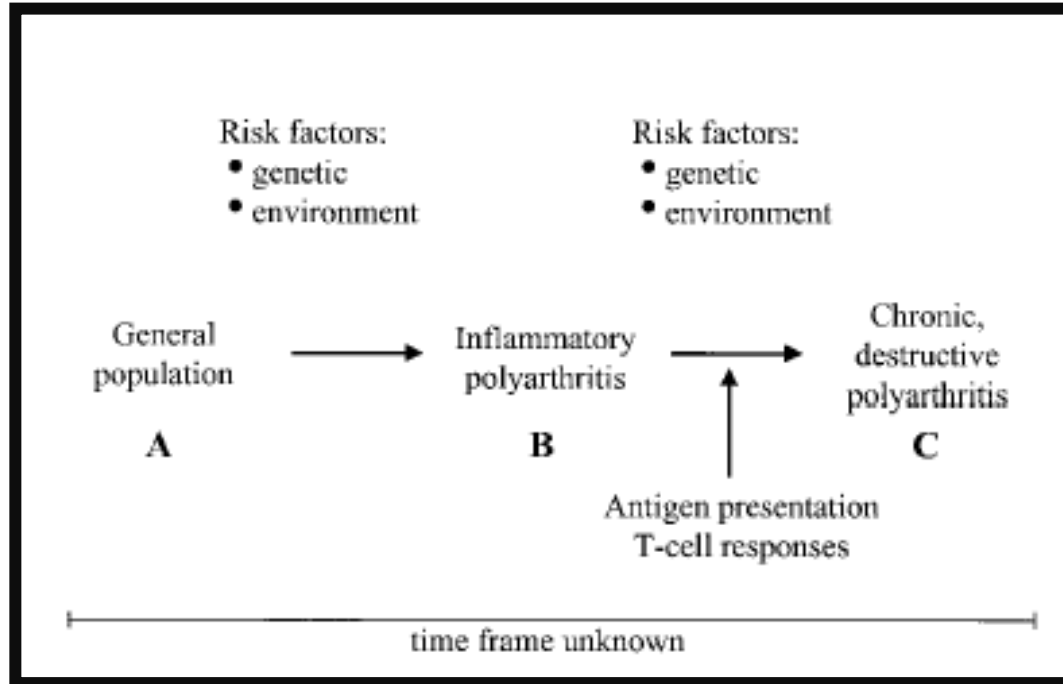 Risk factors:
• genetic
• environment
Risk factors:
• genetic
• environment
General
population
A
Inflammatory
polyarthritis
B
Chronic,
destructive
polyarthritis
C
Antigen presentation
T-cell responses
time frame unknown